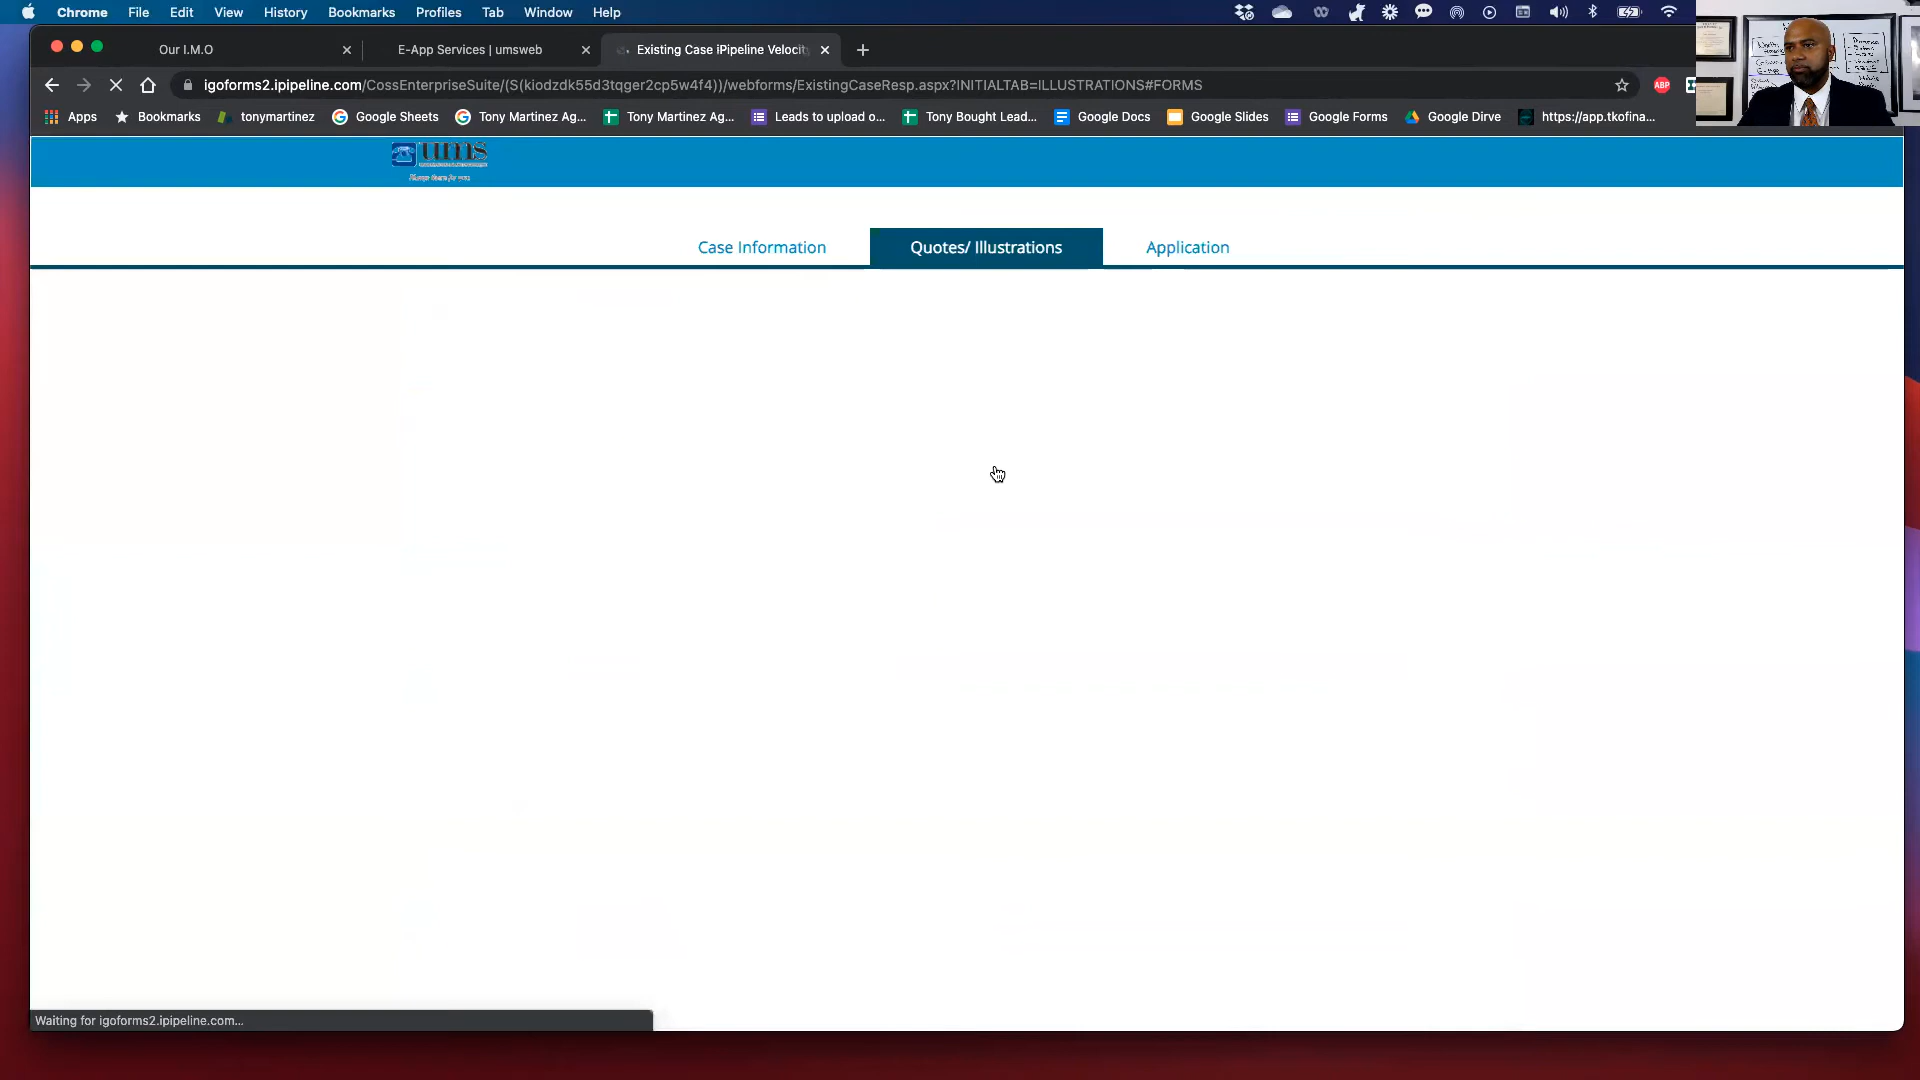 Chrome File Edit View History Bookmarks Profiles Tab Window Help
Our I.M.O
E-App Services | umsweb
Existing Case iPipeline Velocity
igoforms2.ipipeline.com/CossEnterpriseSuite/(S(kiodzdk55d3tqger2cp5w4f4))/webforms/ExistingCaseResp.aspx?INITIALTAB=ILLUSTRATIONS#FORMS
ABP
Apps Bookmarks tonymartinez Google Sheets Tony Martinez Ag... Tony Martinez Ag... Leads to upload o... Tony Bought Lead... Google Docs Google Slides Google Forms Google Dirve https://app.tkofina...
ums
Case Information Quotes/ Illustrations Application
Waiting for igoforms2.ipipeline.com...